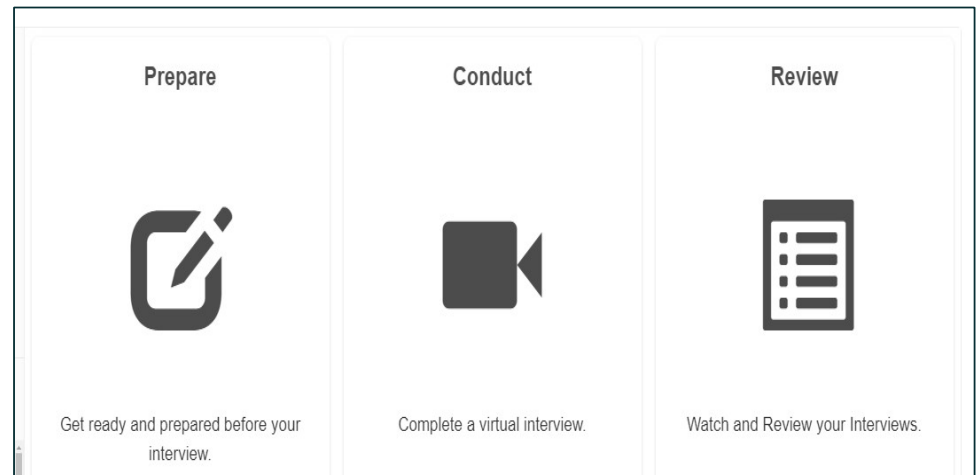 Prepare
Conduct
Review
Get ready and prepared before your
interview.
Complete a virtual interview.
Watch and Review your Interviews.